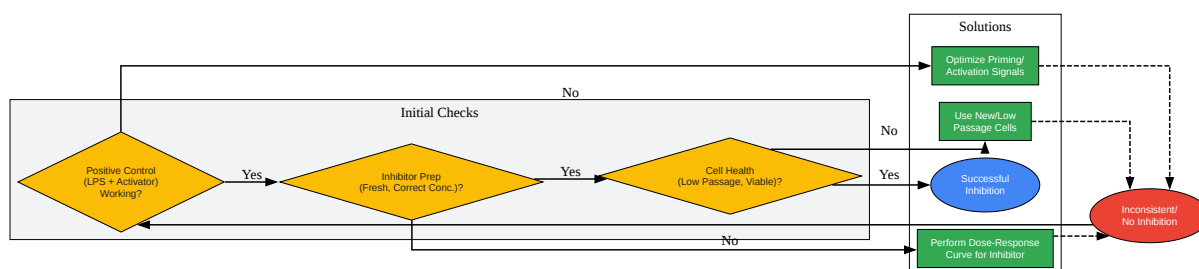 Solutions
Optimize Priming/
Activation Signals
No
Initial Checks
Use New/Low
Passage Cells
No
Positive Control
(LPS + Activator)
Working?
Yes
Inhibitor Prep
(Fresh, Correct Conc.)?
Yes
Cell Health
(Low Passage, Viable)?
Yes
Successful
Inhibition
Inconsistent/
No Inhibition
No
Perform Dose-Response
Curve for Inhibitor